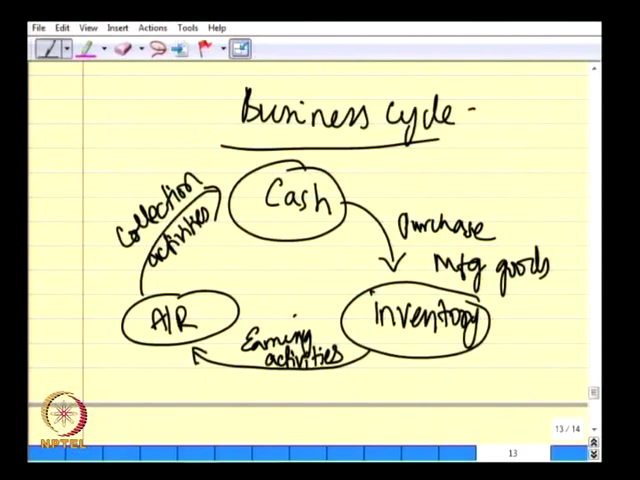 File Edit View Insert Actions Tools Help
Business Cycle -
Cash
Collection
activities
Purchase
Mfg goods
A/R
Inventory
Earning
activities
NPTEL
13 / 14
13